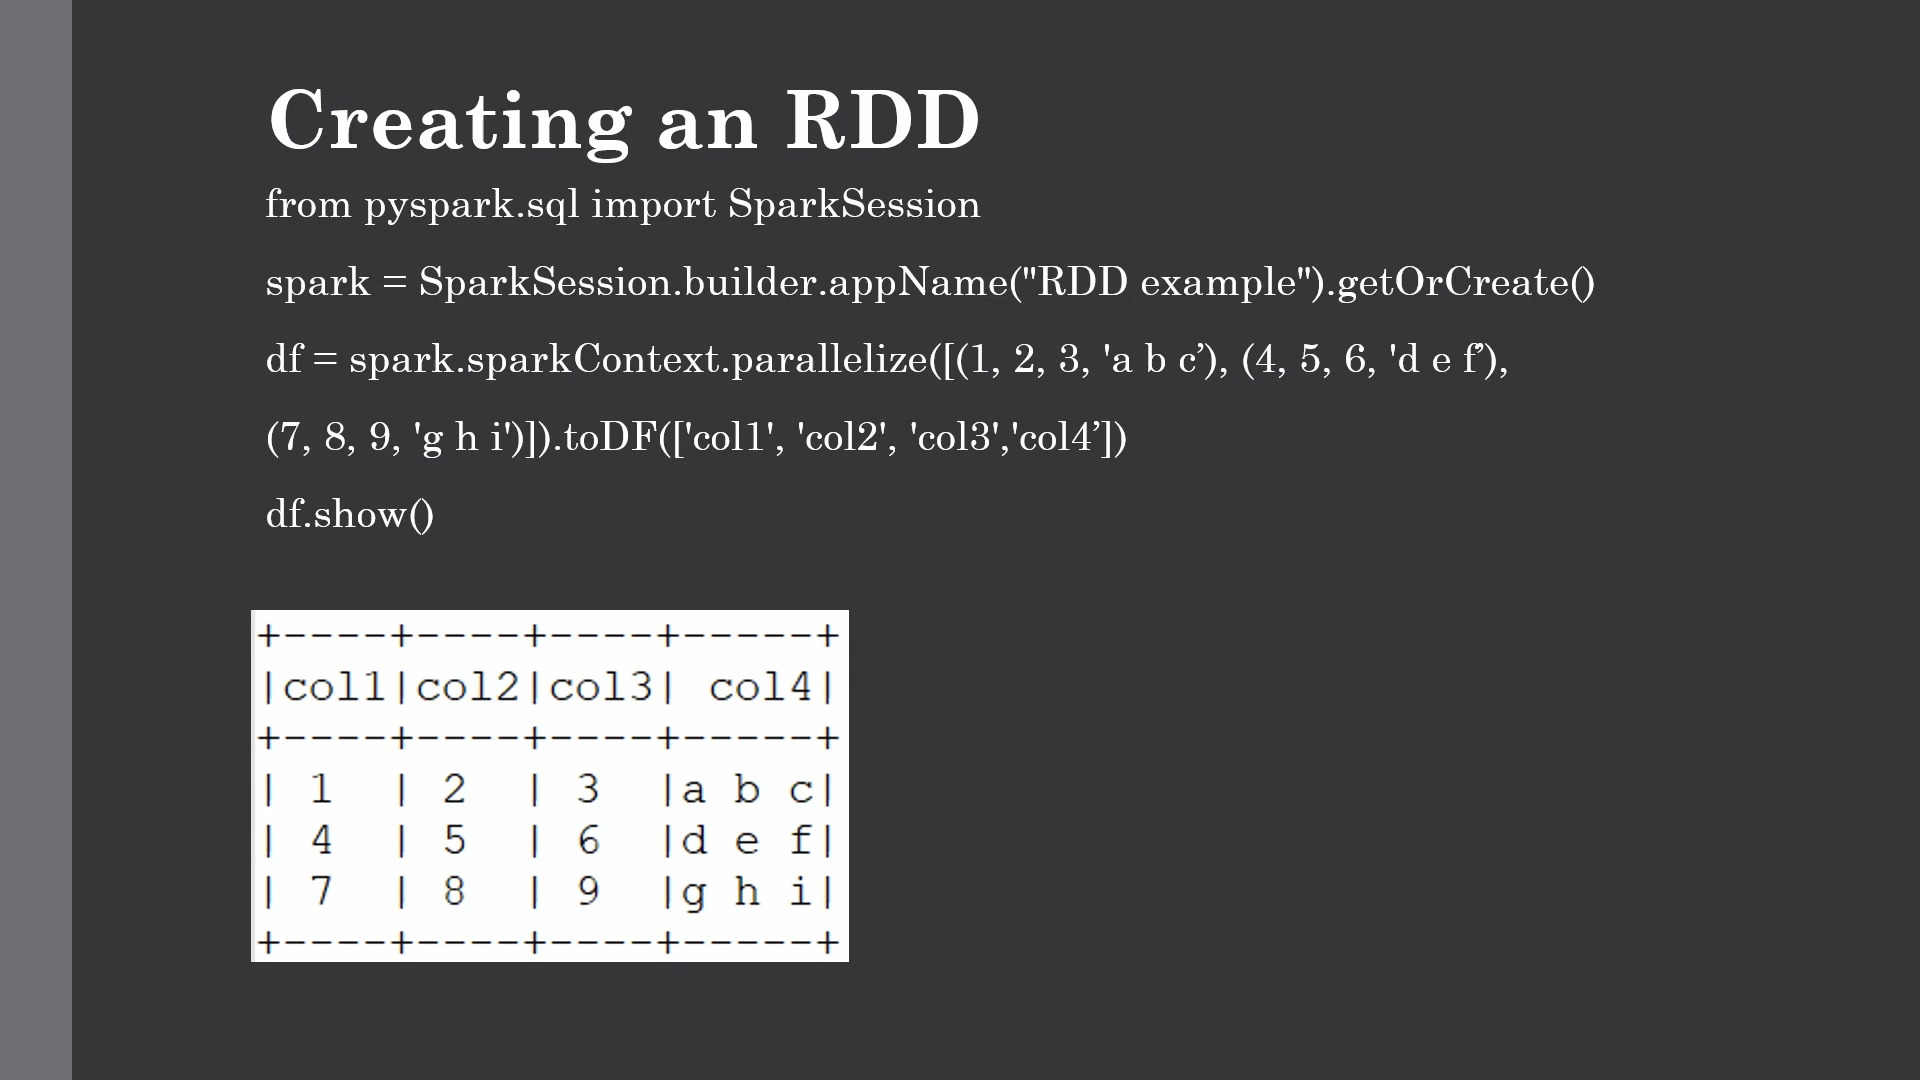 Creating an RDD
from pyspark.sql import SparkSession
spark = SparkSession.builder.appName("RDD example").getOrCreate()
df = spark.sparkContext.parallelize([(1, 2, 3, 'a b c’), (4, 5, 6, 'd e f’),
(7, 8, 9, 'g h i')]).toDF(['col1', 'col2', 'col3','col4’])
df.show()
+----+----+----+-----+
|col1|col2|col3| col4|
+----+----+----+-----+
| 1  | 2  | 3  |a b c|
| 4  | 5  | 6  |d e f|
| 7  | 8  | 9  |g h i|
+----+----+----+-----+